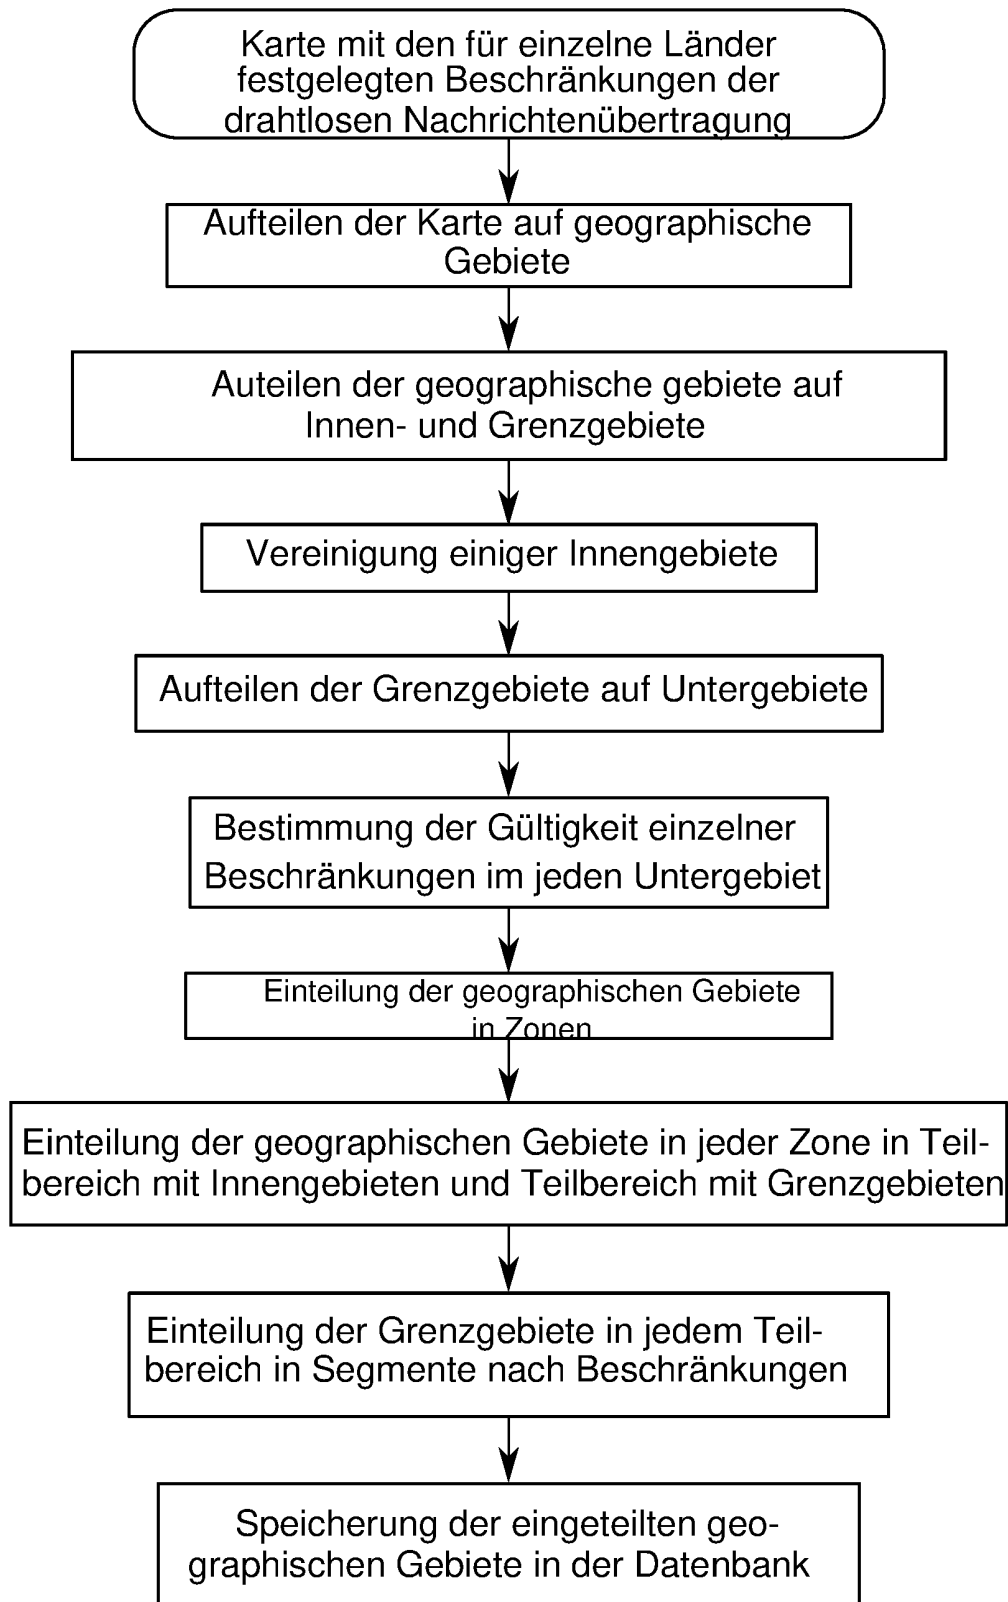 Karte mit den für einzelne Länder
festgelegten Beschränkungen der
drahtlosen Nachrichtenübertragung
Aufteilen der Karte auf geographische
Gebiete
Auteilen der geographische gebiete auf
Innen- und Grenzgebiete
Vereinigung einiger Innengebiete
Aufteilen der Grenzgebiete auf Untergebiete
Bestimmung der Gültigkeit einzelner
Beschränkungen im jeden Untergebiet
Einteilung der geographischen Gebiete
in Zonen
Einteilung der geographischen Gebiete in jeder Zone in Teil-
bereich mit Innengebieten und Teilbereich mit Grenzgebieten
Einteilung der Grenzgebiete in jedem Teil-
bereich in Segmente nach Beschränkungen
Speicherung der eingeteilten geo-
graphischen Gebiete in der Datenbank